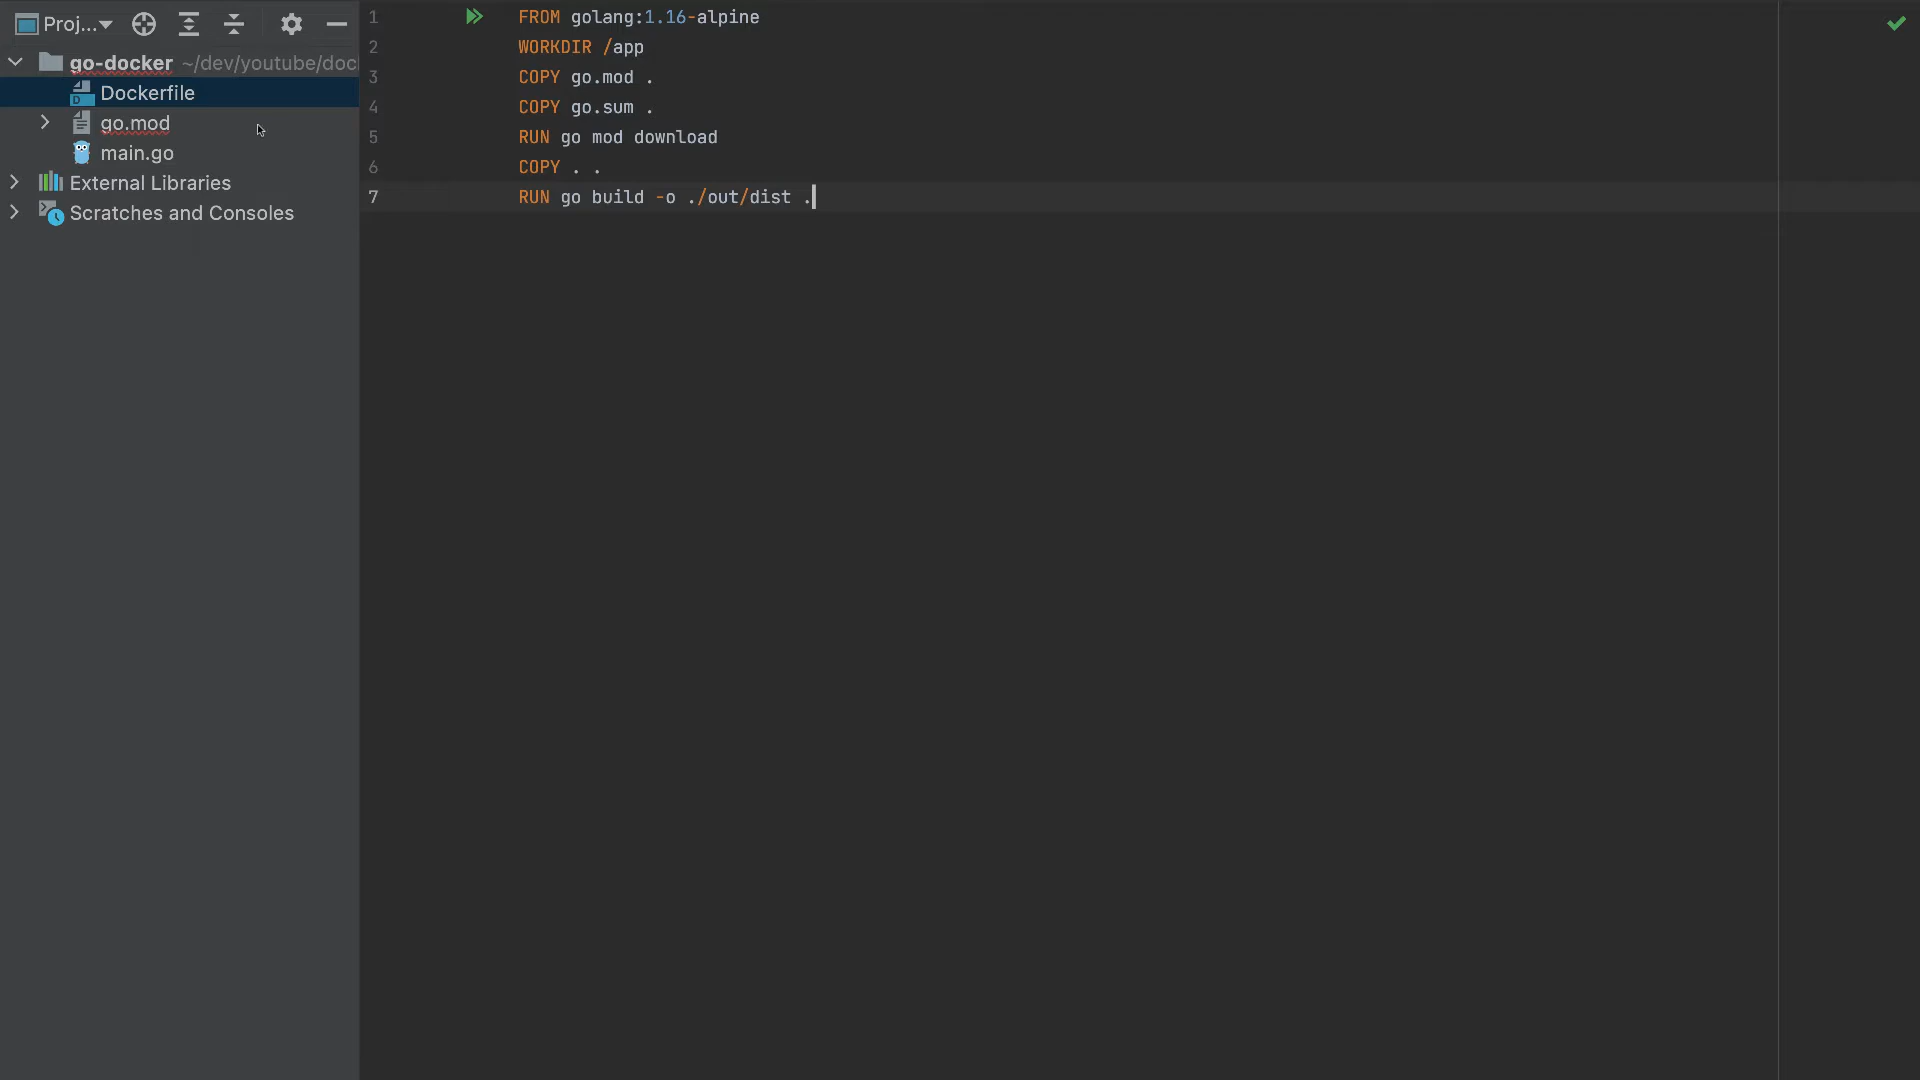 Proj...
go-docker ~/dev/youtube/doc
Dockerfile
go.mod
main.go
External Libraries
Scratches and Consoles
1 FROM golang:1.16-alpine
2 WORKDIR /app
3 COPY go.mod .
4 COPY go.sum .
5 RUN go mod download
6 COPY . .
7 RUN go build -o ./out/dist .